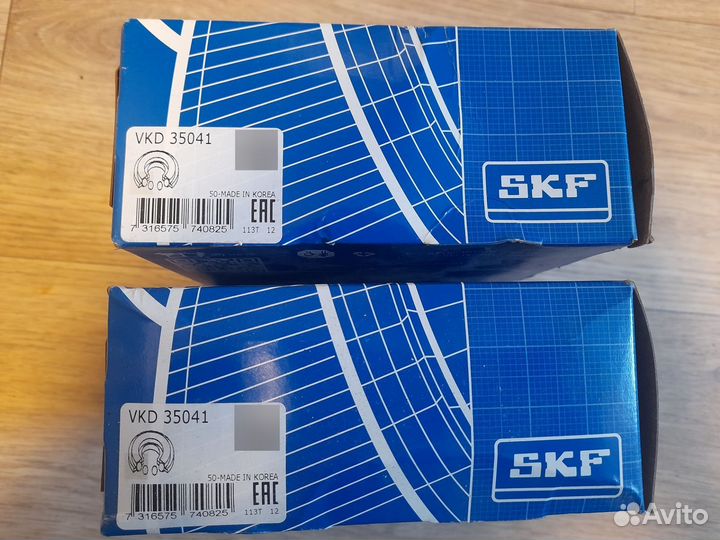 VKD 35041
50-MADE IN KOREA
EAC
7 316575 740825
113T 12
SKF
VKD 35041
50-MADE IN KOREA
EAC
7 316575 740825
113T 12
SKF
Avito